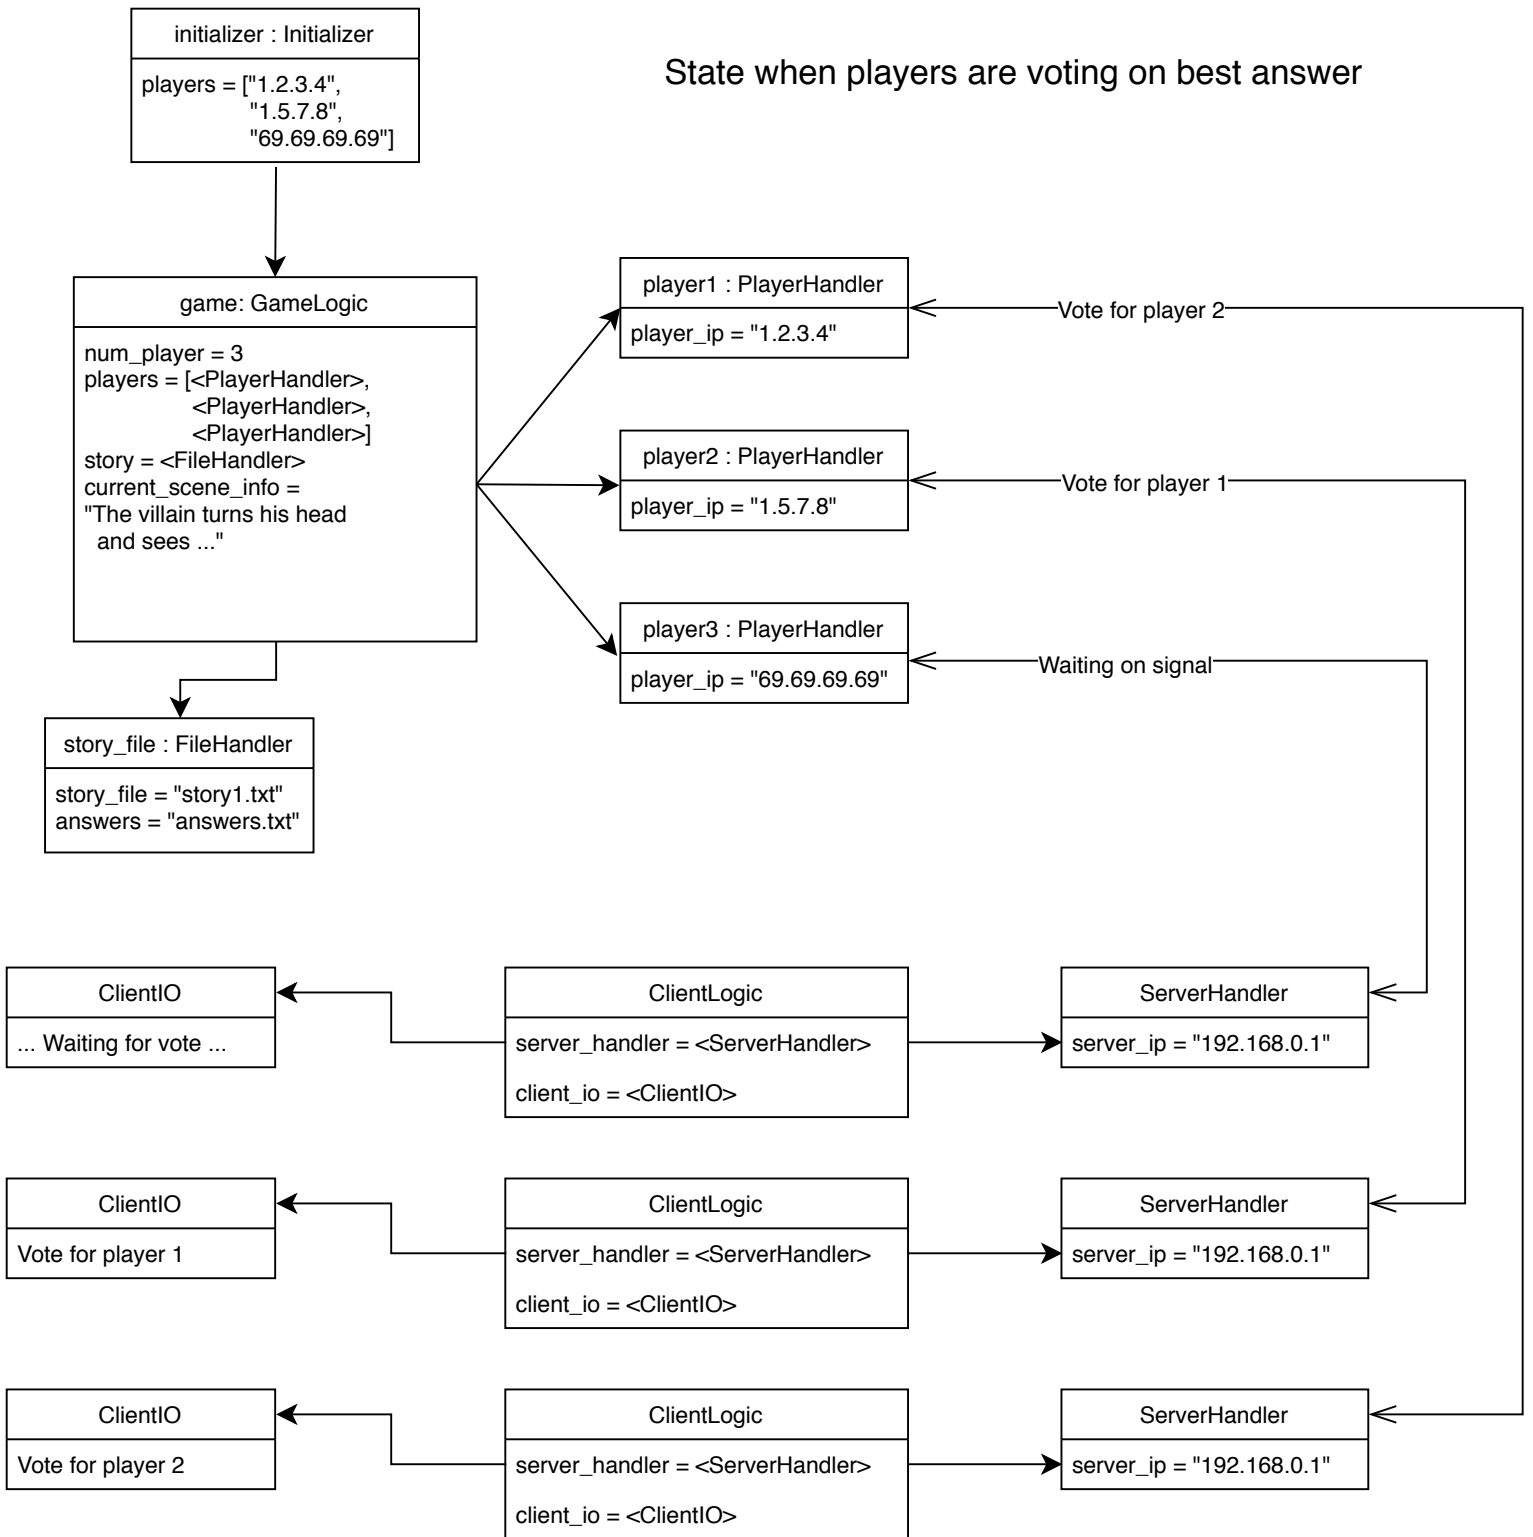 initializer : Initializer
players = ["1.2.3.4",
"1.5.7.8",
"69.69.69.69"]
State when players are voting on best answer
game: GameLogic
num_player = 3
players = [<PlayerHandler>,
<PlayerHandler>,
<PlayerHandler>]
story = <FileHandler>
current_scene_info =
"The villain turns his head
and sees ..."
player1 : PlayerHandler
player_ip = "1.2.3.4"
Vote for player 2
player2 : PlayerHandler
player_ip = "1.5.7.8"
Vote for player 1
player3 : PlayerHandler
player_ip = "69.69.69.69"
Waiting on signal
story_file : FileHandler
story_file = "story1.txt"
answers = "answers.txt"
ClientIO
... Waiting for vote ...
ClientLogic
server_handler = <ServerHandler>
client_io = <ClientIO>
ServerHandler
server_ip = "192.168.0.1"
ClientIO
Vote for player 1
ClientLogic
server_handler = <ServerHandler>
client_io = <ClientIO>
ServerHandler
server_ip = "192.168.0.1"
ClientIO
Vote for player 2
ClientLogic
server_handler = <ServerHandler>
client_io = <ClientIO>
ServerHandler
server_ip = "192.168.0.1"